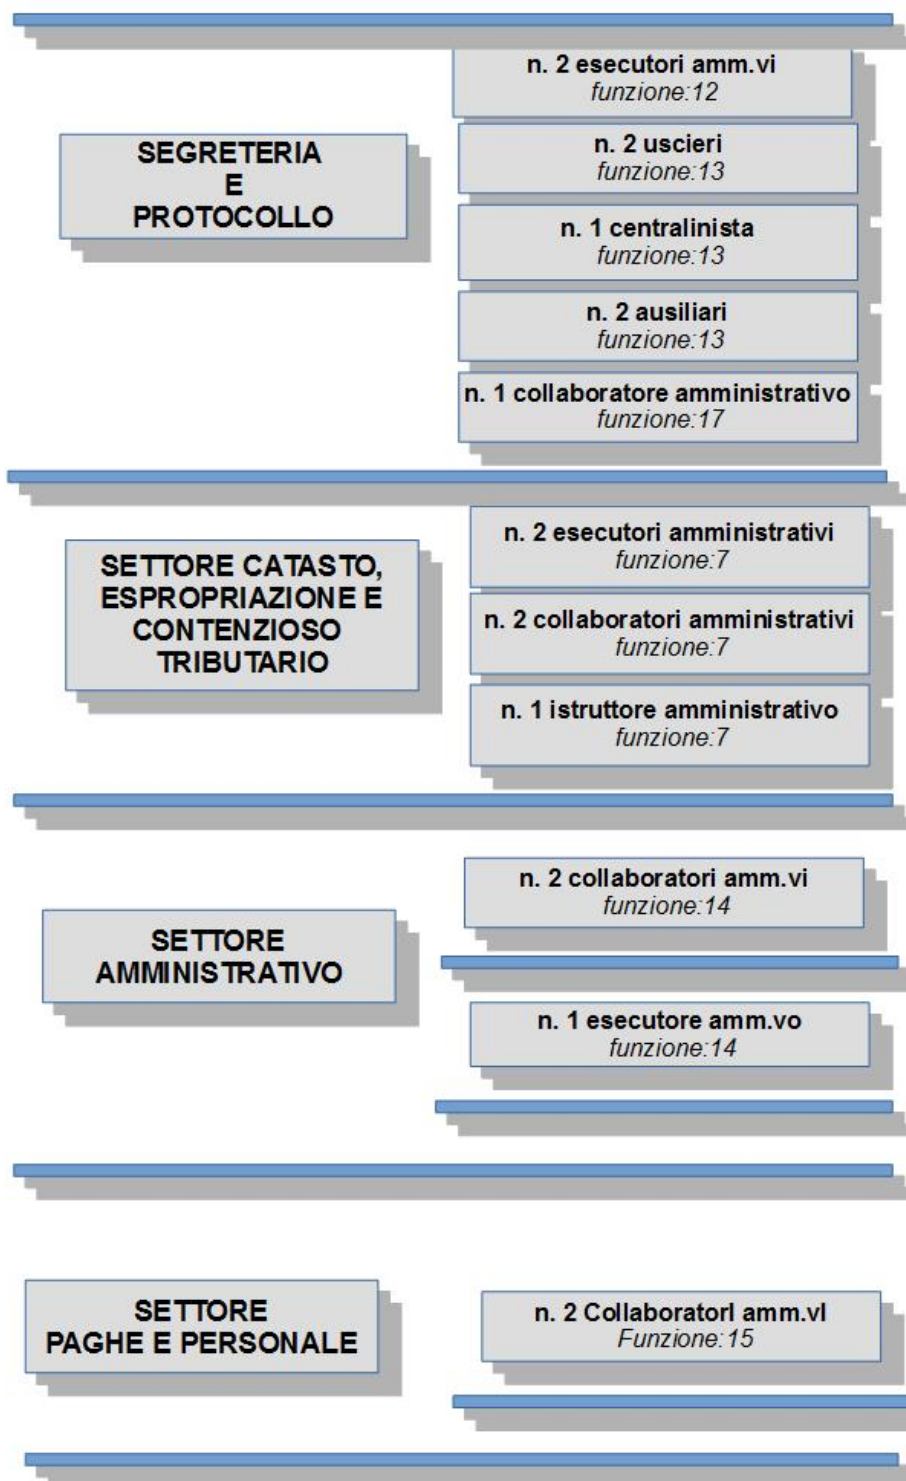 SEGRETERIA
E
PROTOCOLLO
n. 2 esecutori amm.vi
funzione:12
n. 2 uscieri
funzione:13
n. 1 centralinista
funzione:13
n. 2 ausiliari
funzione:13
n. 1 collaboratore amministrativo
funzione:17
SETTORE CATASTO,
ESPROPRIAZIONE E
CONTENZIOSO
TRIBUTARIO
n. 2 esecutori amministrativi
funzione:7
n. 2 collaboratori amministrativi
funzione:7
n. 1 istruttore amministrativo
funzione:7
SETTORE
AMMINISTRATIVO
n. 2 collaboratori amm.vi
funzione:14
n. 1 esecutore amm.vo
funzione:14
SETTORE
PAGHE E PERSONALE
n. 2 CollaboratorI amm.vI
Funzione:15